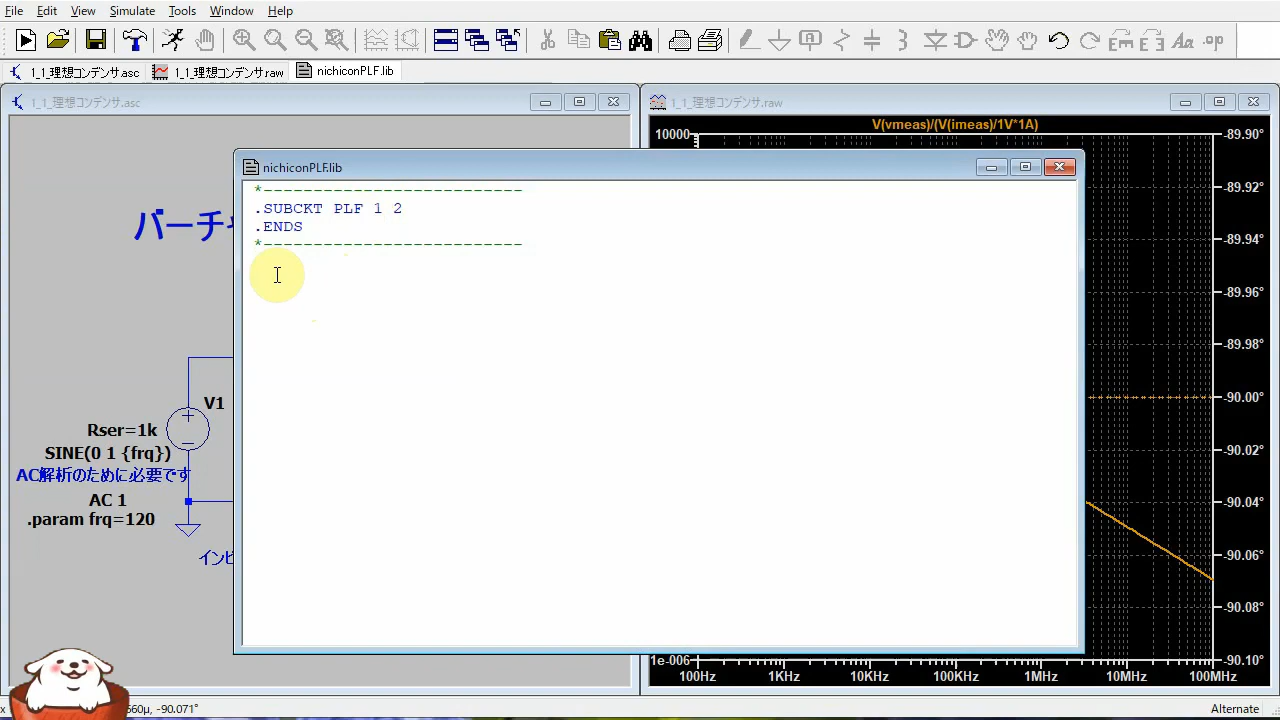 File Edit View Simulate Tools Window Help
1_1_理想コンデンサ.asc 1_1_理想コンデンサ.raw nichiconPLF.lib
1_1_理想コンデンサ.asc
1_1_理想コンデンサ.raw
nichiconPLF.lib
*--------------------------
.SUBCKT PLF 1 2
.ENDS
*--------------------------
バーチャ
V1
Rser=1k
SINE(0 1 {frq})
AC解析のために必要です
AC 1
.param frq=120
インピ
V(vmeas)/(V(imeas)/1V*1A)
10000
-89.90°
-89.92°
-89.94°
-89.96°
-89.98°
-90.00°
-90.02°
-90.04°
-90.06°
-90.08°
-90.10°
1e-006
100Hz 1KHz 10KHz 100KHz 1MHz 10MHz 100MHz
x
560µ, -90.071°
Alternate